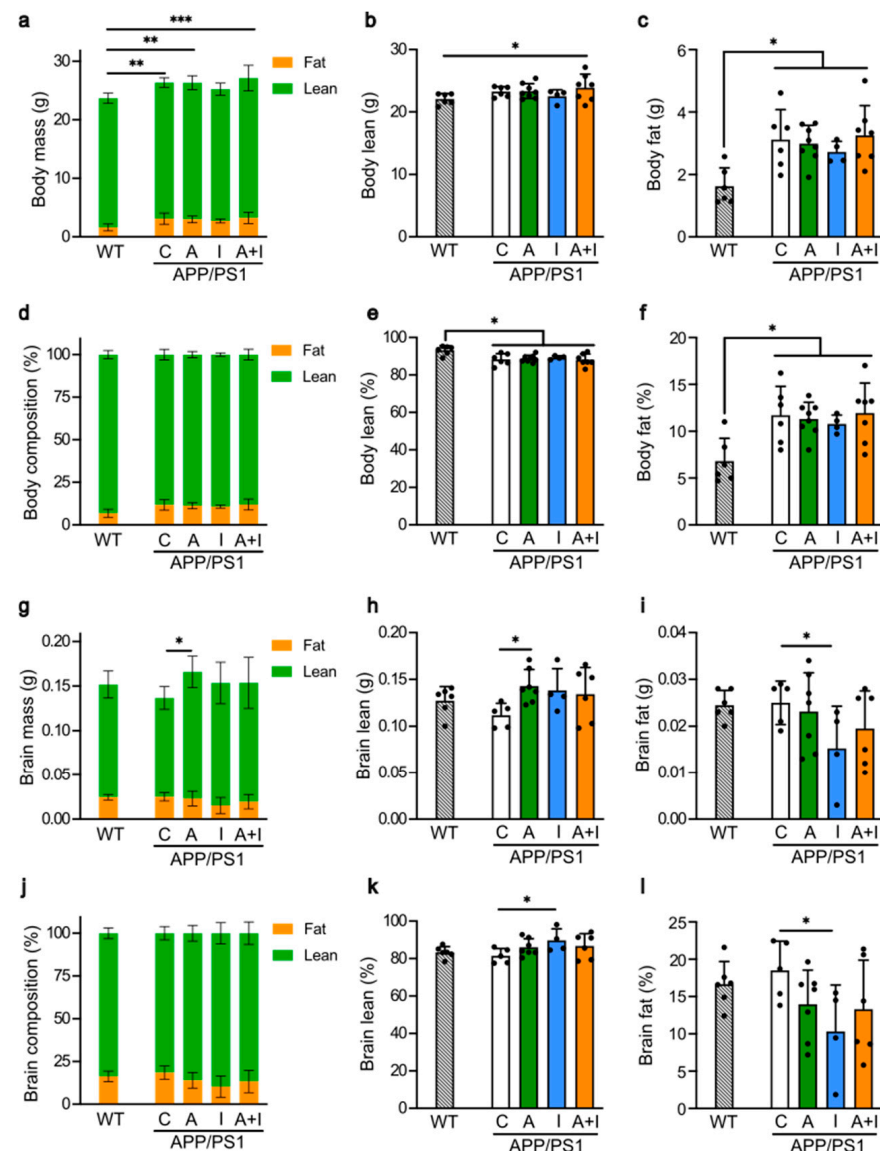 a
***
**
**
Body mass (g)
30
20
10
0
Fat
Lean
WT
C A I A+I
APP/PS1
b
*
Body lean (g)
30
20
10
0
WT
C A I A+I
APP/PS1
c
*
Body fat (g)
6
4
2
0
WT
C A I A+I
APP/PS1
d
Body composition (%)
100
50
0
Fat
Lean
WT
C A I A+I
APP/PS1
e
*
Body lean (%)
100
80
60
40
20
0
WT
C A I A+I
APP/PS1
f
*
Body fat (%)
20
15
10
5
0
WT
C A I A+I
APP/PS1
g
*
Brain mass (g)
0.20
0.15
0.10
0.05
0.00
Fat
Lean
WT
C A I A+I
APP/PS1
h
*
Brain lean (g)
0.20
0.15
0.10
0.05
0.00
WT
C A I A+I
APP/PS1
i
*
Brain fat (g)
0.04
0.03
0.02
0.01
0.00
WT
C A I A+I
APP/PS1
j
Brain composition (%)
100
75
50
25
0
Fat
Lean
WT
C A I A+I
APP/PS1
k
*
Brain lean (%)
100
80
60
40
20
0
WT
C A I A+I
APP/PS1
l
*
Brain fat (%)
25
20
15
10
5
0
WT
C A I A+I
APP/PS1